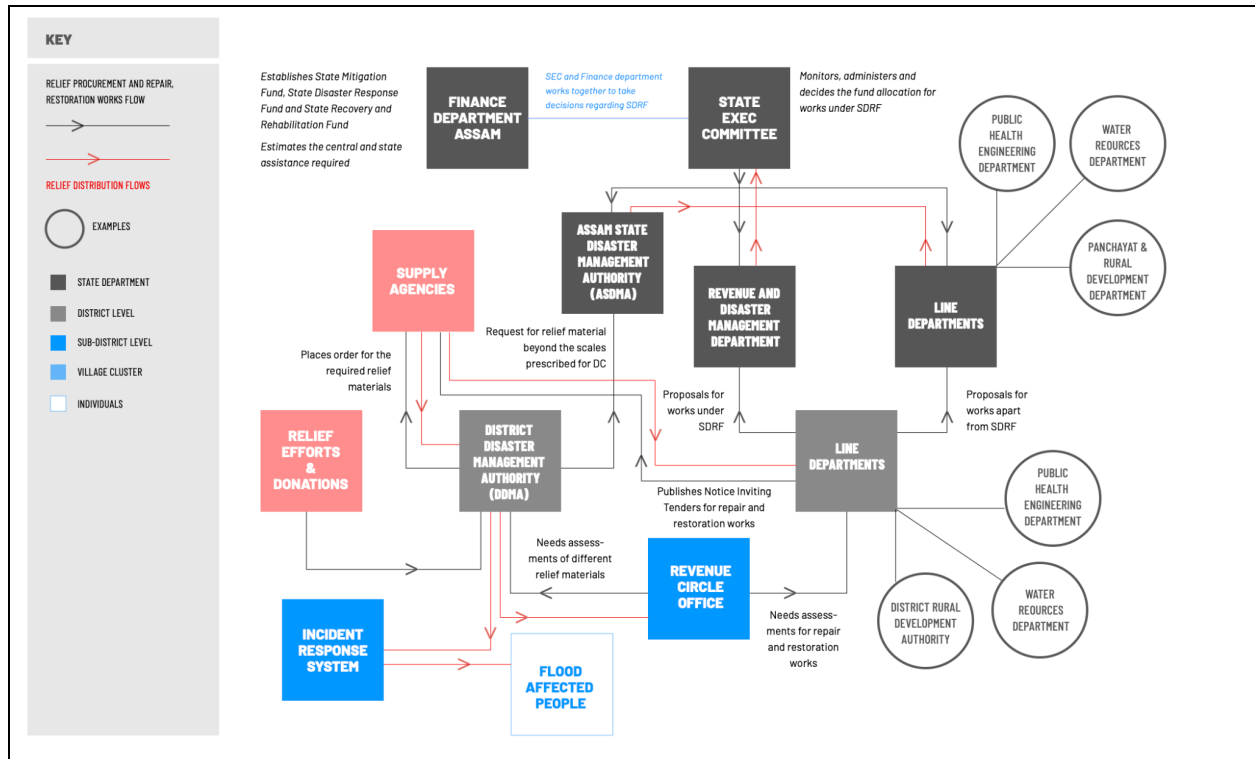 KEY
RELIEF PROCUREMENT AND REPAIR,
RESTORATION WORKS FLOW
RELIEF DISTRIBUTION FLOWS
EXAMPLES
STATE DEPARTMENT
DISTRICT LEVEL
SUB-DISTRICT LEVEL
VILLAGE CLUSTER
INDIVIDUALS
Establishes State Mitigation
Fund, State Disaster Response
Fund and State Recovery and
Rehabilitation Fund
Estimates the central and state
assistance required
FINANCE
DEPARTMENT
ASSAM
SEC and Finance department
works together to take
decisions regarding SDRF
STATE
EXEC
COMMITTEE
Monitors, administers and
decides the fund allocation for
works under SDRF
PUBLIC
HEALTH
ENGINEERING
DEPARTMENT
WATER
REOURCES
DEPARTMENT
PANCHAYAT &
RURAL
DEVELOPMENT
DEPARTMENT
SUPPLY
AGENCIES
ASSAM STATE
DISASTER
MANAGEMENT
AUTHORITY
(ASDMA)
REVENUE AND
DISASTER
MANAGEMENT
DEPARTMENT
LINE
DEPARTMENTS
Places order for the
required relief
materials
Request for relief material
beyond the scales
prescribed for DC
Proposals for
works under
SDRF
Proposals for
works apart
from SDRF
RELIEF
EFFORTS
&
DONATIONS
DISTRICT
DISASTER
MANAGEMENT
AUTHORITY
(DDMA)
LINE
DEPARTMENTS
Publishes Notice Inviting
Tenders for repair and
restoration works
PUBLIC
HEALTH
ENGINEERING
DEPARTMENT
Needs assess-
ments of different
relief materials
REVENUE
CIRCLE
OFFICE
Needs assess-
ments for repair
and restoration
works
DISTRICT RURAL
DEVELOPMENT
AUTHORITY
WATER
REOURCES
DEPARTMENT
INCIDENT
RESPONSE
SYSTEM
FLOOD
AFFECTED
PEOPLE